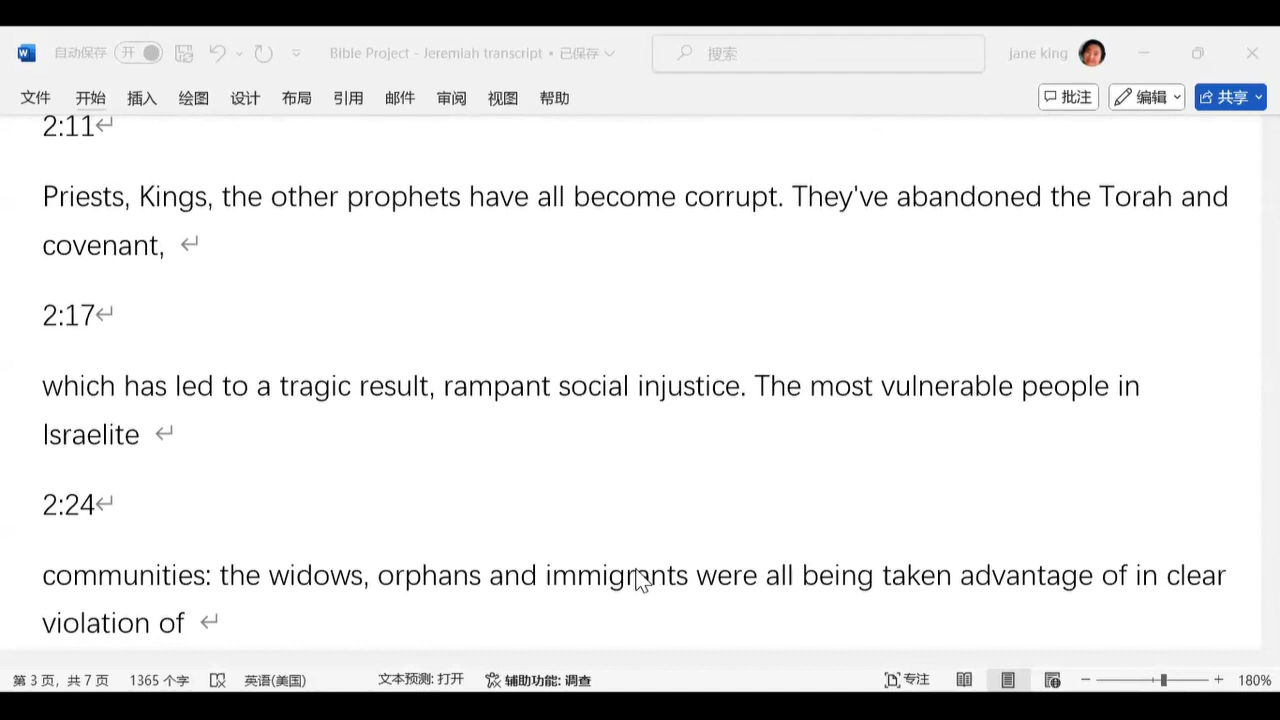 自动保存 开 Bible Project - Jeremiah transcript • 已保存 搜索 jane king
文件 开始 插入 绘图 设计 布局 引用 邮件 审阅 视图 帮助 批注 编辑 共享
2:11
Priests, Kings, the other prophets have all become corrupt. They've abandoned the Torah and
covenant,
2:17
which has led to a tragic result, rampant social injustice. The most vulnerable people in
Israelite
2:24
communities: the widows, orphans and immigrants were all being taken advantage of in clear
violation of
第 3 页，共 7 页 1365 个字 英语(美国) 文本预测: 打开 辅助功能: 调查 专注 180%